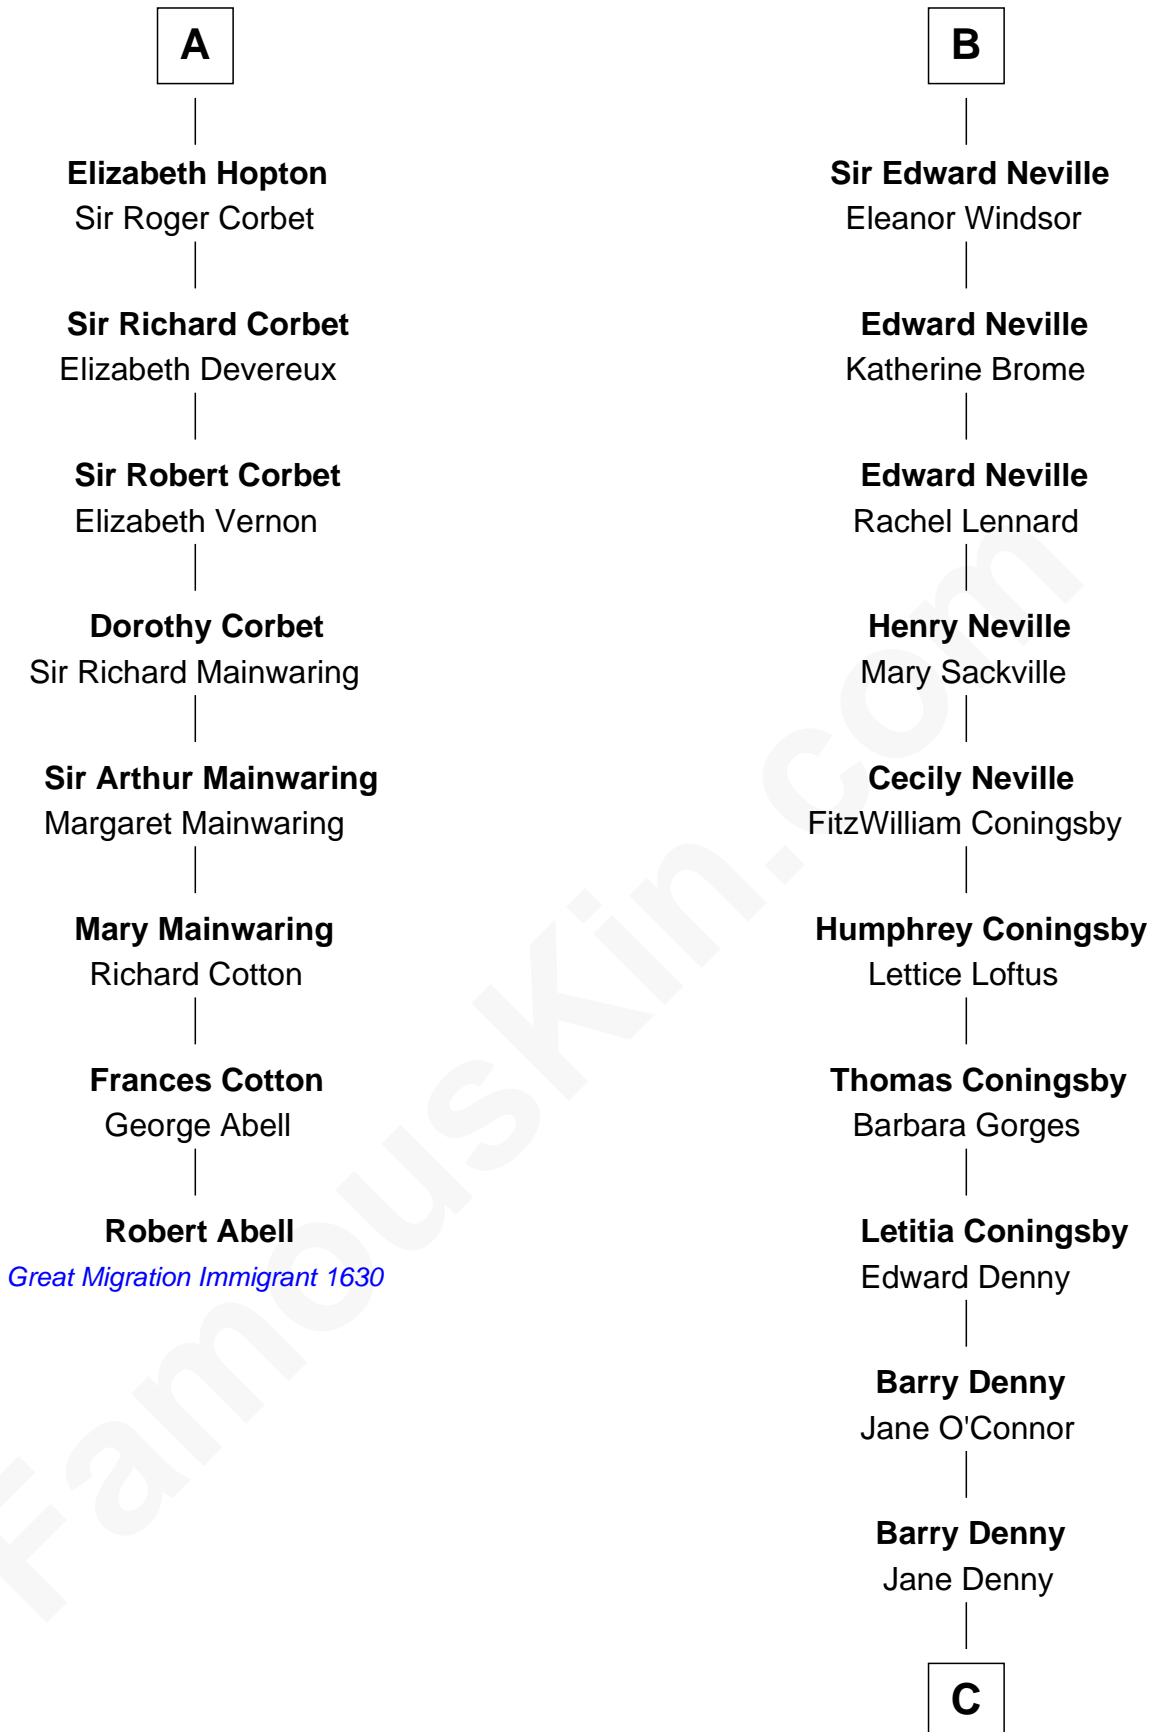 A
Elizabeth Hopton
Sir Roger Corbet
Sir Richard Corbet
Elizabeth Devereux
Sir Robert Corbet
Elizabeth Vernon
Dorothy Corbet
Sir Richard Mainwaring
Sir Arthur Mainwaring
Margaret Mainwaring
Mary Mainwaring
Richard Cotton
Frances Cotton
George Abell
Robert Abell
Great Migration Immigrant 1630
B
Sir Edward Neville
Eleanor Windsor
Edward Neville
Katherine Brome
Edward Neville
Rachel Lennard
Henry Neville
Mary Sackville
Cecily Neville
FitzWilliam Coningsby
Humphrey Coningsby
Lettice Loftus
Thomas Coningsby
Barbara Gorges
Letitia Coningsby
Edward Denny
Barry Denny
Jane O'Connor
Barry Denny
Jane Denny
C
FamousKin.com